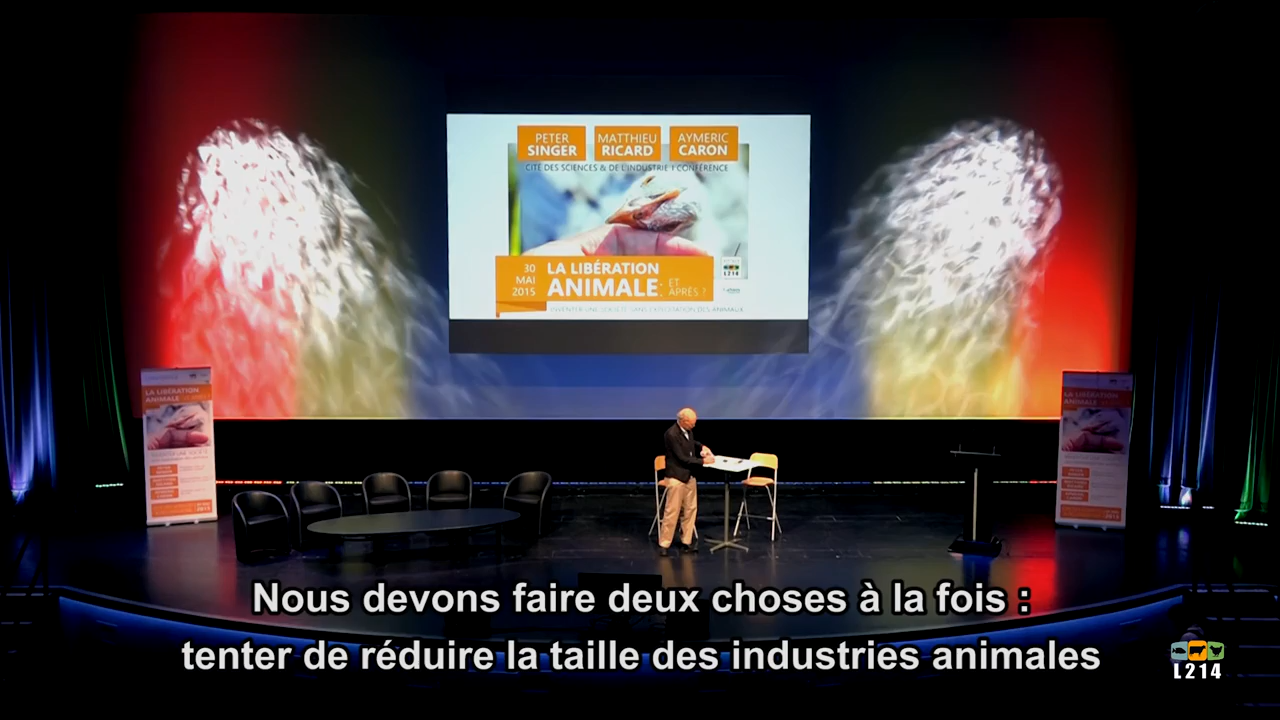 PETER
SINGER
MATTHIEU
RICARD
AYMERIC
CARON
CITÉ DES SCIENCES & DE L'INDUSTRIE I CONFÉRENCE
30
MAI
2015
LA LIBÉRATION
ANIMALE: ET
APRÈS ?
L214
LA LIBÉRATION
ANIMALE
LA LIBÉRATION
ANIMALE
Nous devons faire deux choses à la fois :
tenter de réduire la taille des industries animales
L214